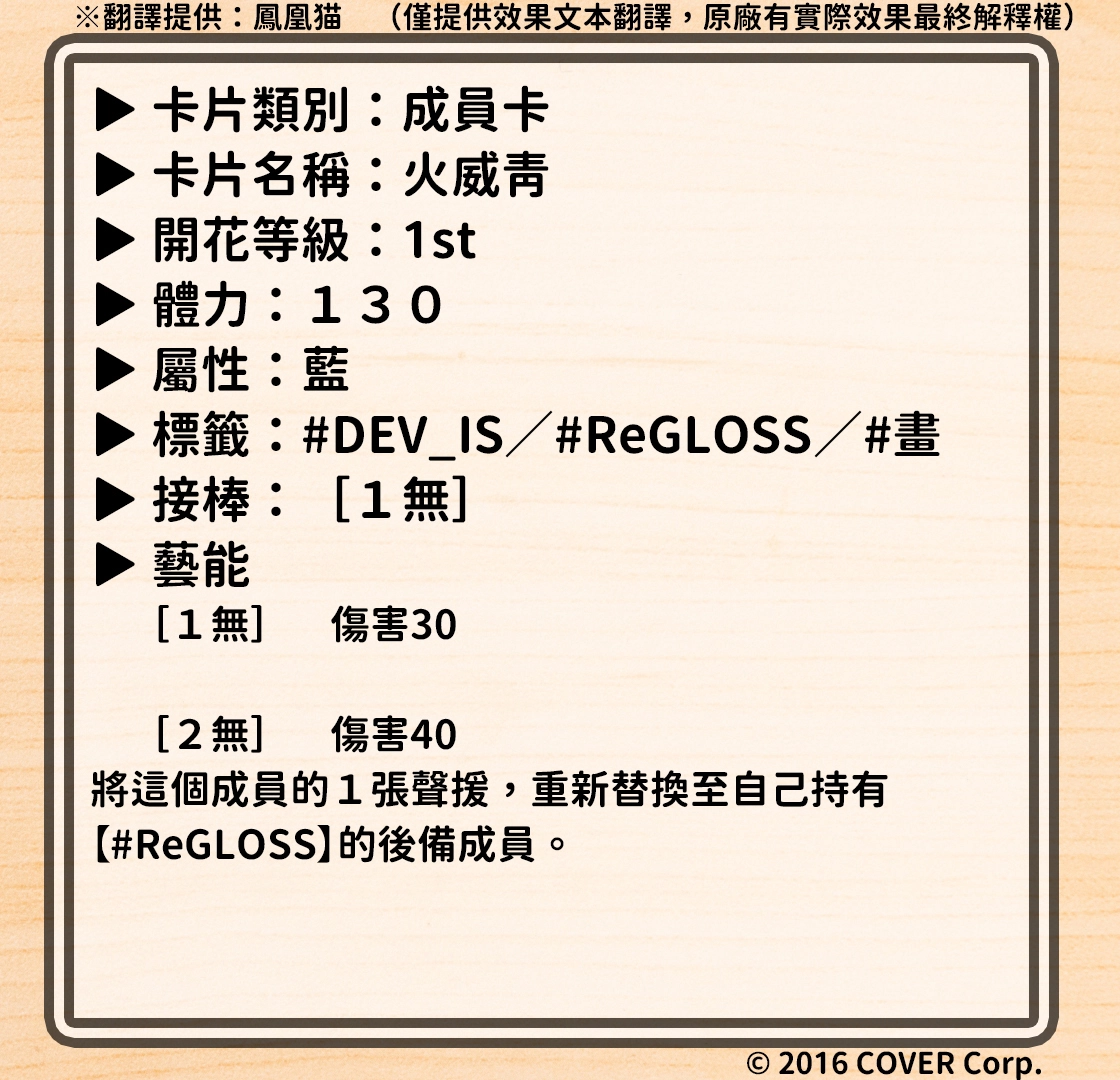 ※翻譯提供：鳳凰猫　（僅提供效果文本翻譯，原廠有實際效果最終解釋權）
▶ 卡片類別：成員卡
▶ 卡片名稱：火威青
▶ 開花等級：1st
▶ 體力：１３０
▶ 屬性：藍
▶ 標籤：#DEV_IS／#ReGLOSS／#畫
▶ 接棒：［１無］
▶ 藝能
［１無］　傷害30
［２無］　傷害40
將這個成員的１張聲援，重新替換至自己持有
【#ReGLOSS】的後備成員。
© 2016 COVER Corp.